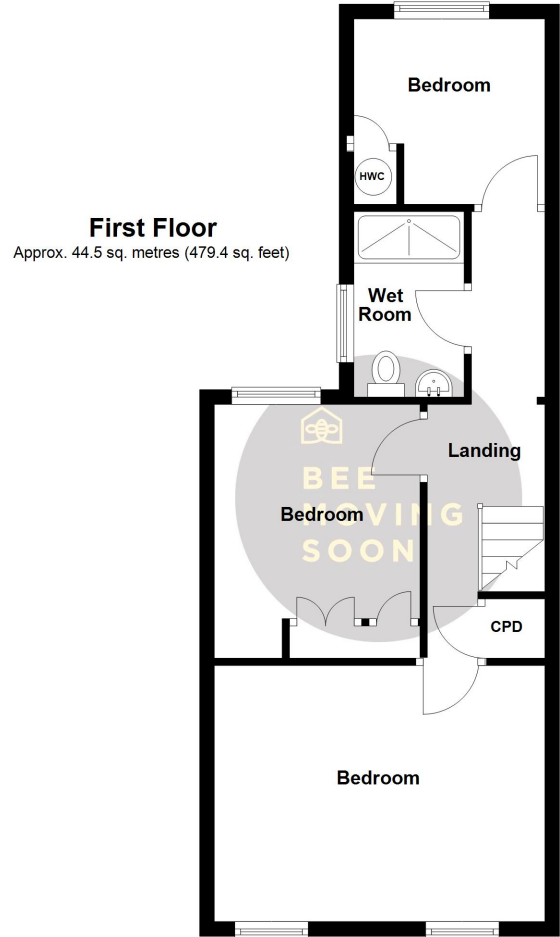 Bedroom
HWC
First Floor
Approx. 44.5 sq. metres (479.4 sq. feet)
Wet
Room
Landing
BEE
MOVING
SOON
Bedroom
CPD
Bedroom